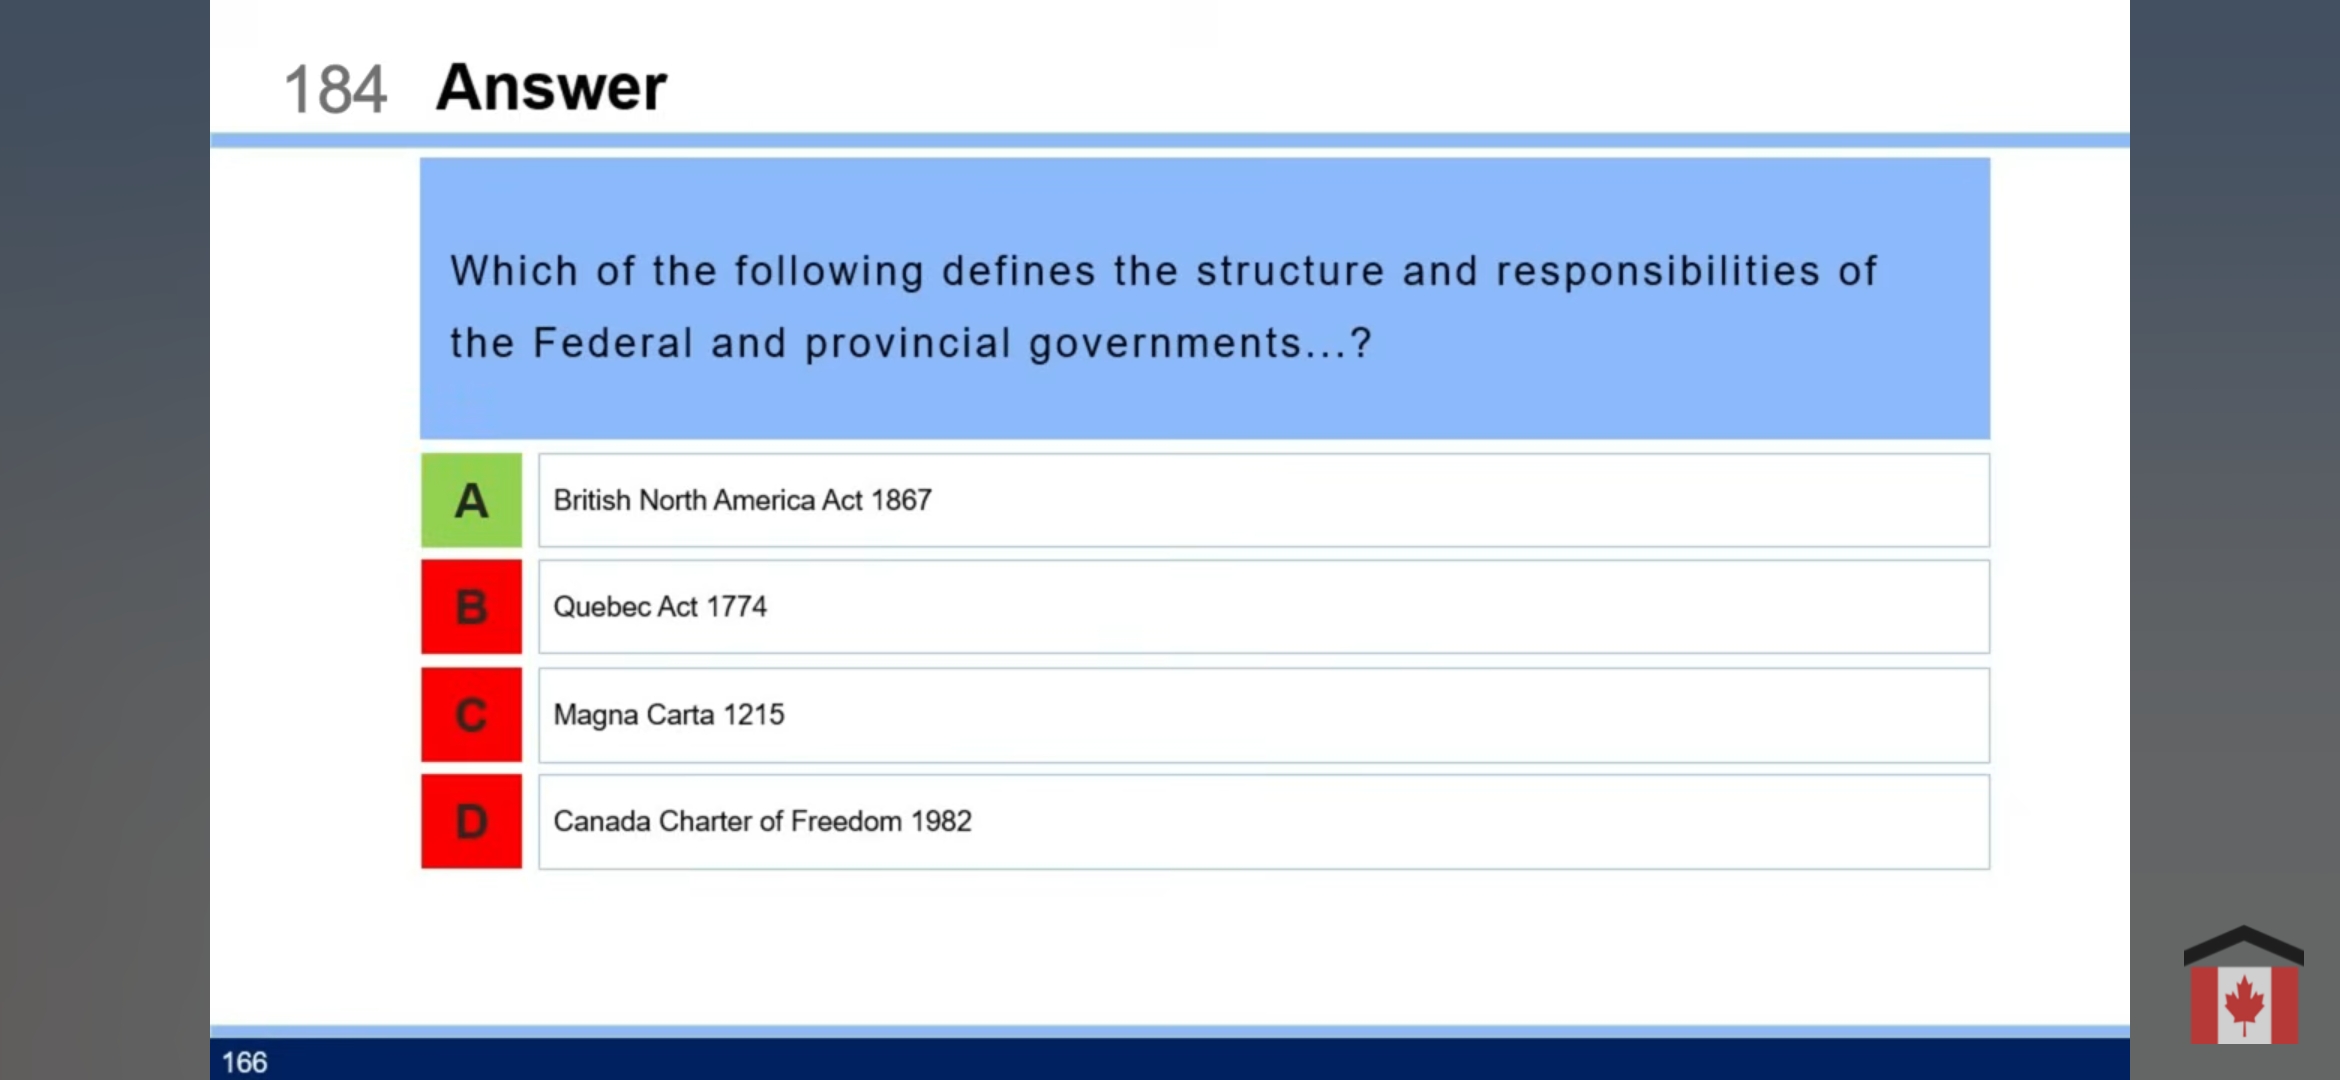 184 Answer
Which of the following defines the structure and responsibilities of
the Federal and provincial governments...?
A British North America Act 1867
B Quebec Act 1774
C Magna Carta 1215
D Canada Charter of Freedom 1982
166